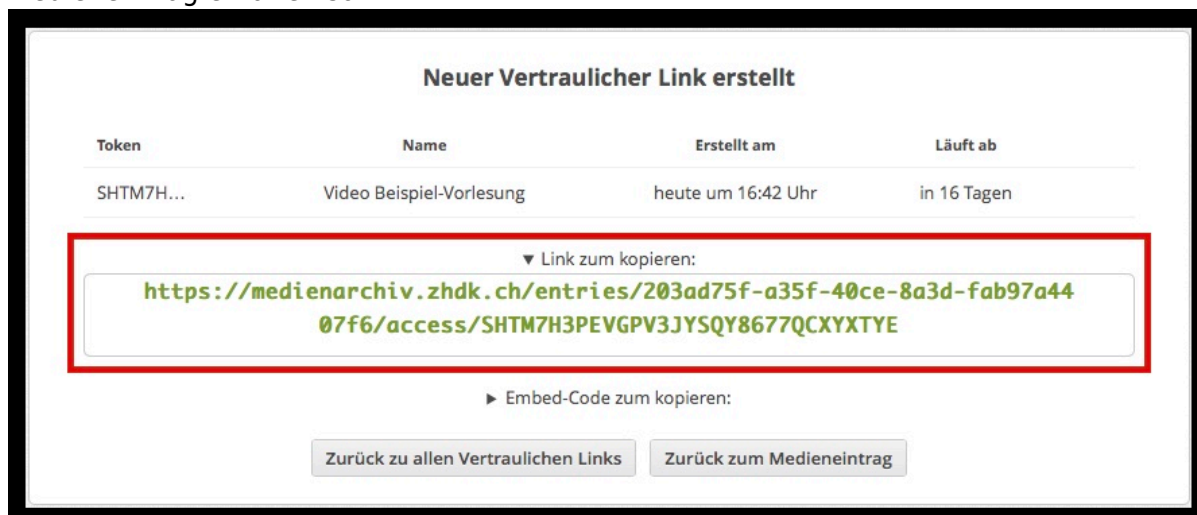 Neuer Vertraulicher Link erstellt
Token Name Erstellt am Läuft ab
SHTM7H... Video Beispiel-Vorlesung heute um 16:42 Uhr in 16 Tagen
▼ Link zum kopieren:
https://medienarchiv.zhdk.ch/entries/203ad75f-a35f-40ce-8a3d-fab97a44
07f6/access/SHTM7H3PEVGPV3JYSQY8677QCXYXTYE
► Embed-Code zum kopieren:
Zurück zu allen Vertraulichen Links Zurück zum Medieneintrag